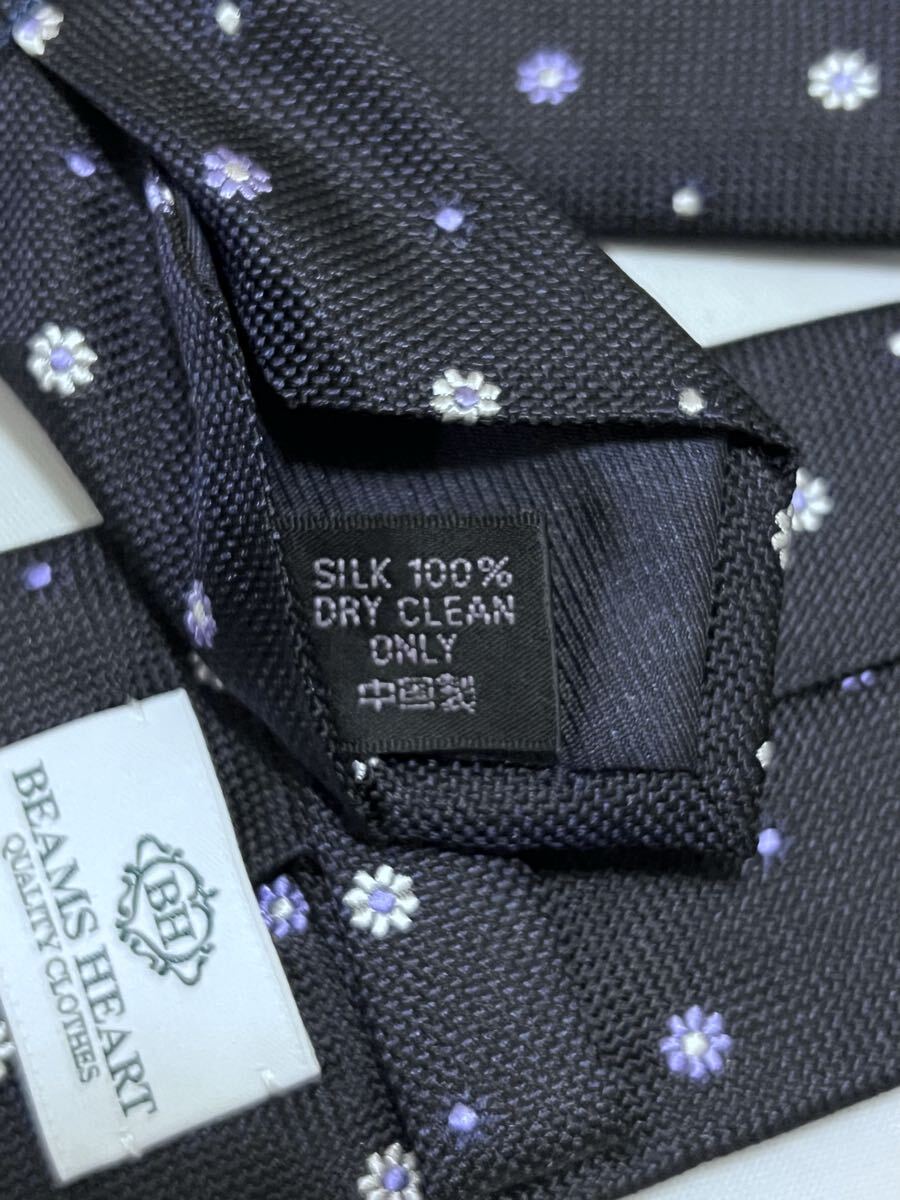 SILK 100%
DRY CLEAN
ONLY
中国製
BH
BEAMS HEART
QUALITY CLOTHES